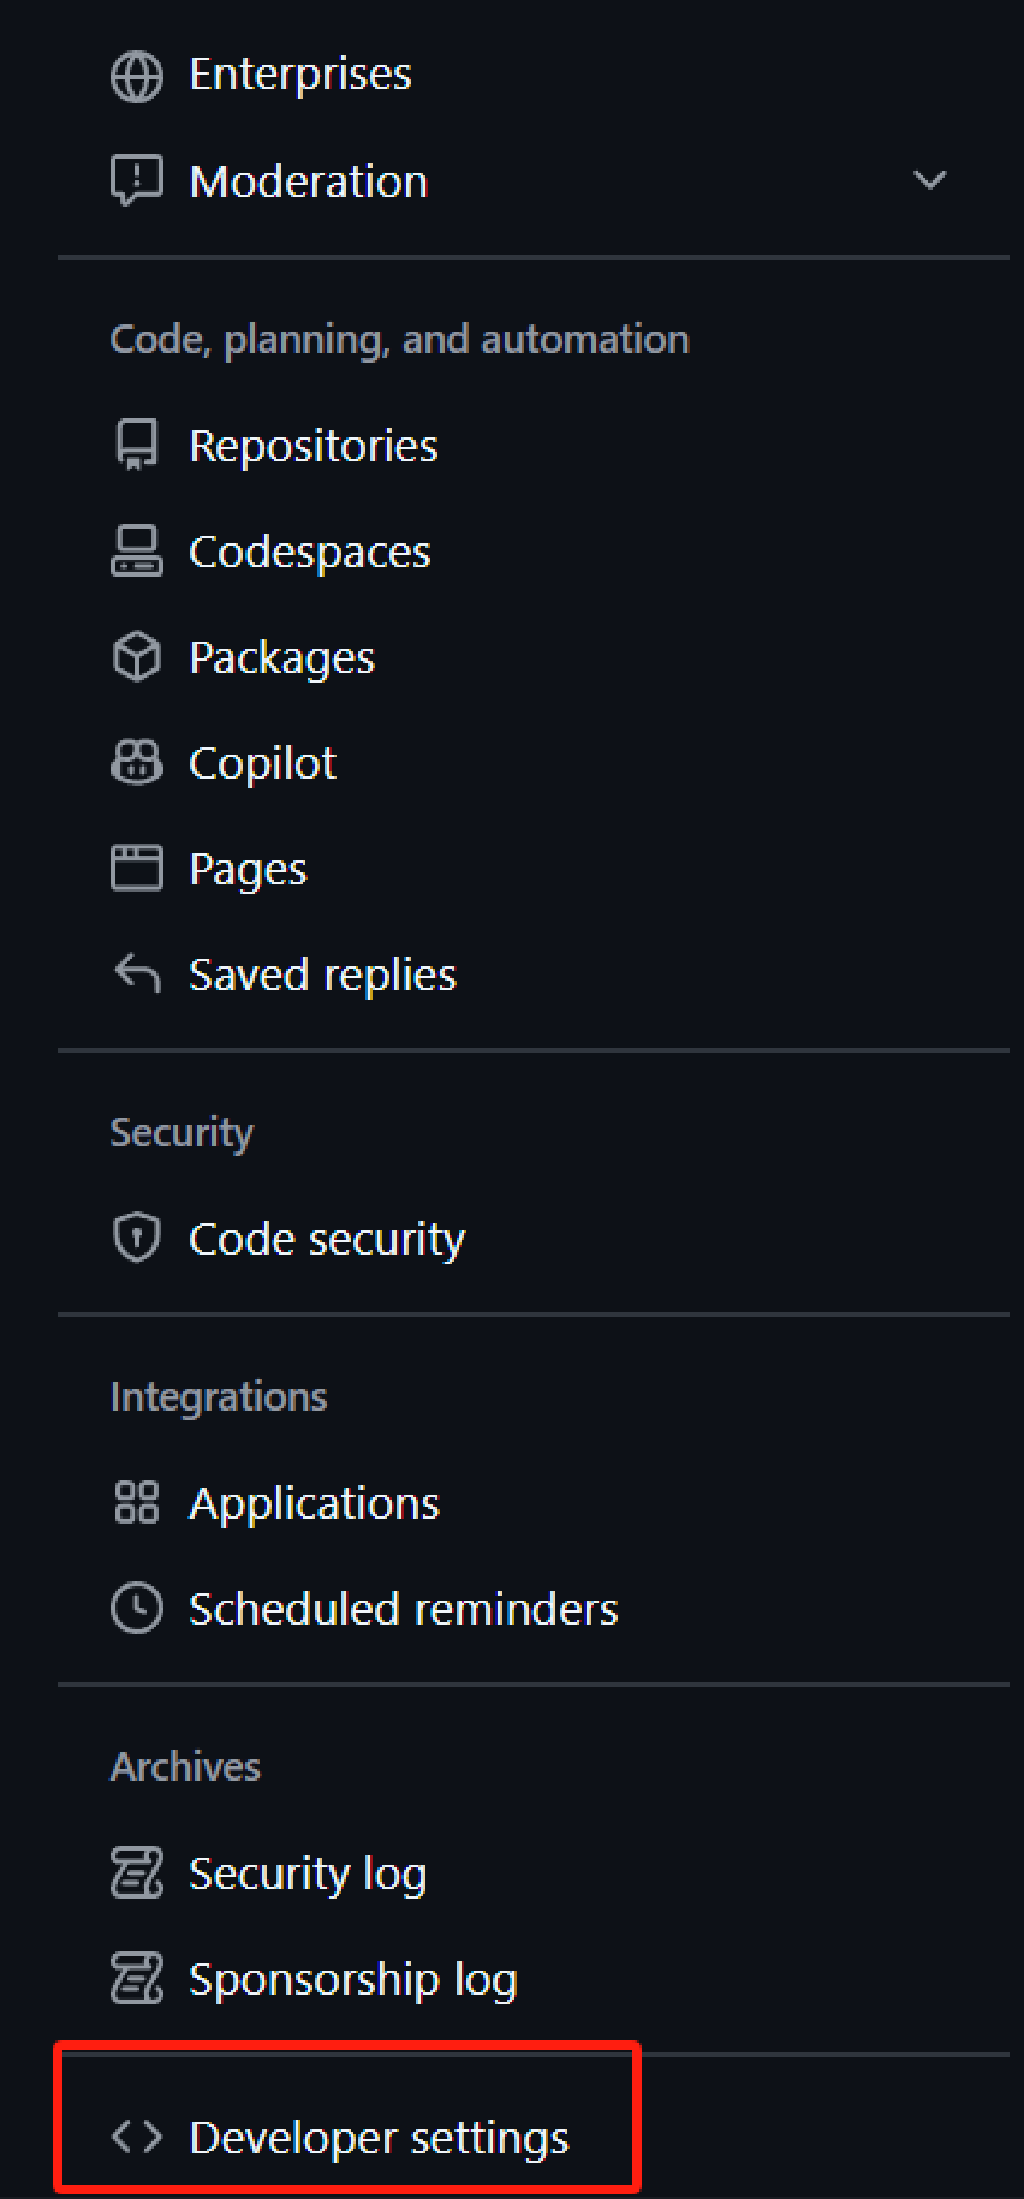 Enterprises
Moderation
Code, planning, and automation
Repositories
Codespaces
Packages
Copilot
Pages
Saved replies
Security
Code security
Integrations
Applications
Scheduled reminders
Archives
Security log
Sponsorship log
Developer settings